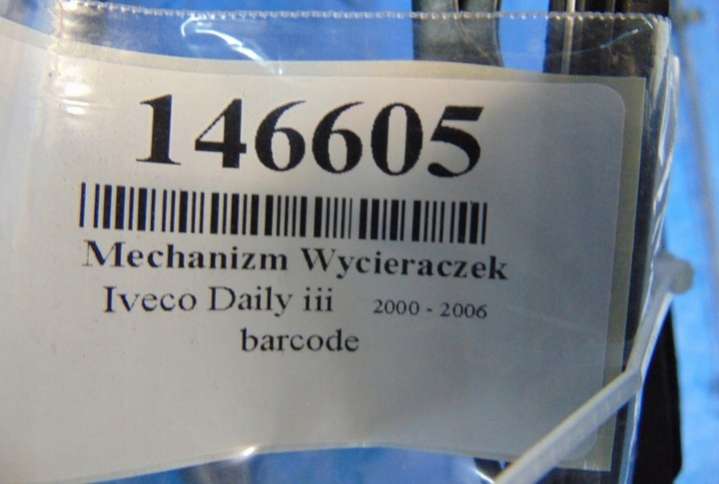 146605
Mechanizm Wycieraczek
Iveco Daily iii 2000 - 2006
barcode